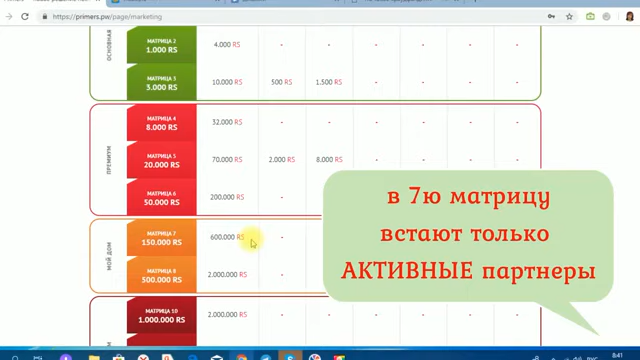 https://primers.pw/page/marketing
ОСНОВНАЯ
МАТРИЦА 2
1.000 RS
4.000 RS
- - - - -
МАТРИЦА 3
3.000 RS
10.000 RS
500 RS
1.500 RS
- - -
ПРЕМИУМ
МАТРИЦА 4
8.000 RS
32.000 RS
- - - - -
МАТРИЦА 5
20.000 RS
70.000 RS
2.000 RS
8.000 RS
- - -
МАТРИЦА 6
50.000 RS
200.000 RS
-
МОЙ ДОМ
МАТРИЦА 7
150.000 RS
600.000 RS
-
МАТРИЦА 8
500.000 RS
2.000.000 RS
-
МАТРИЦА 10
1.000.000 RS
2.000.000 RS
- - - - -
в 7ю матрицу
встают только
АКТИВНЫЕ партнеры
РУС
8:41